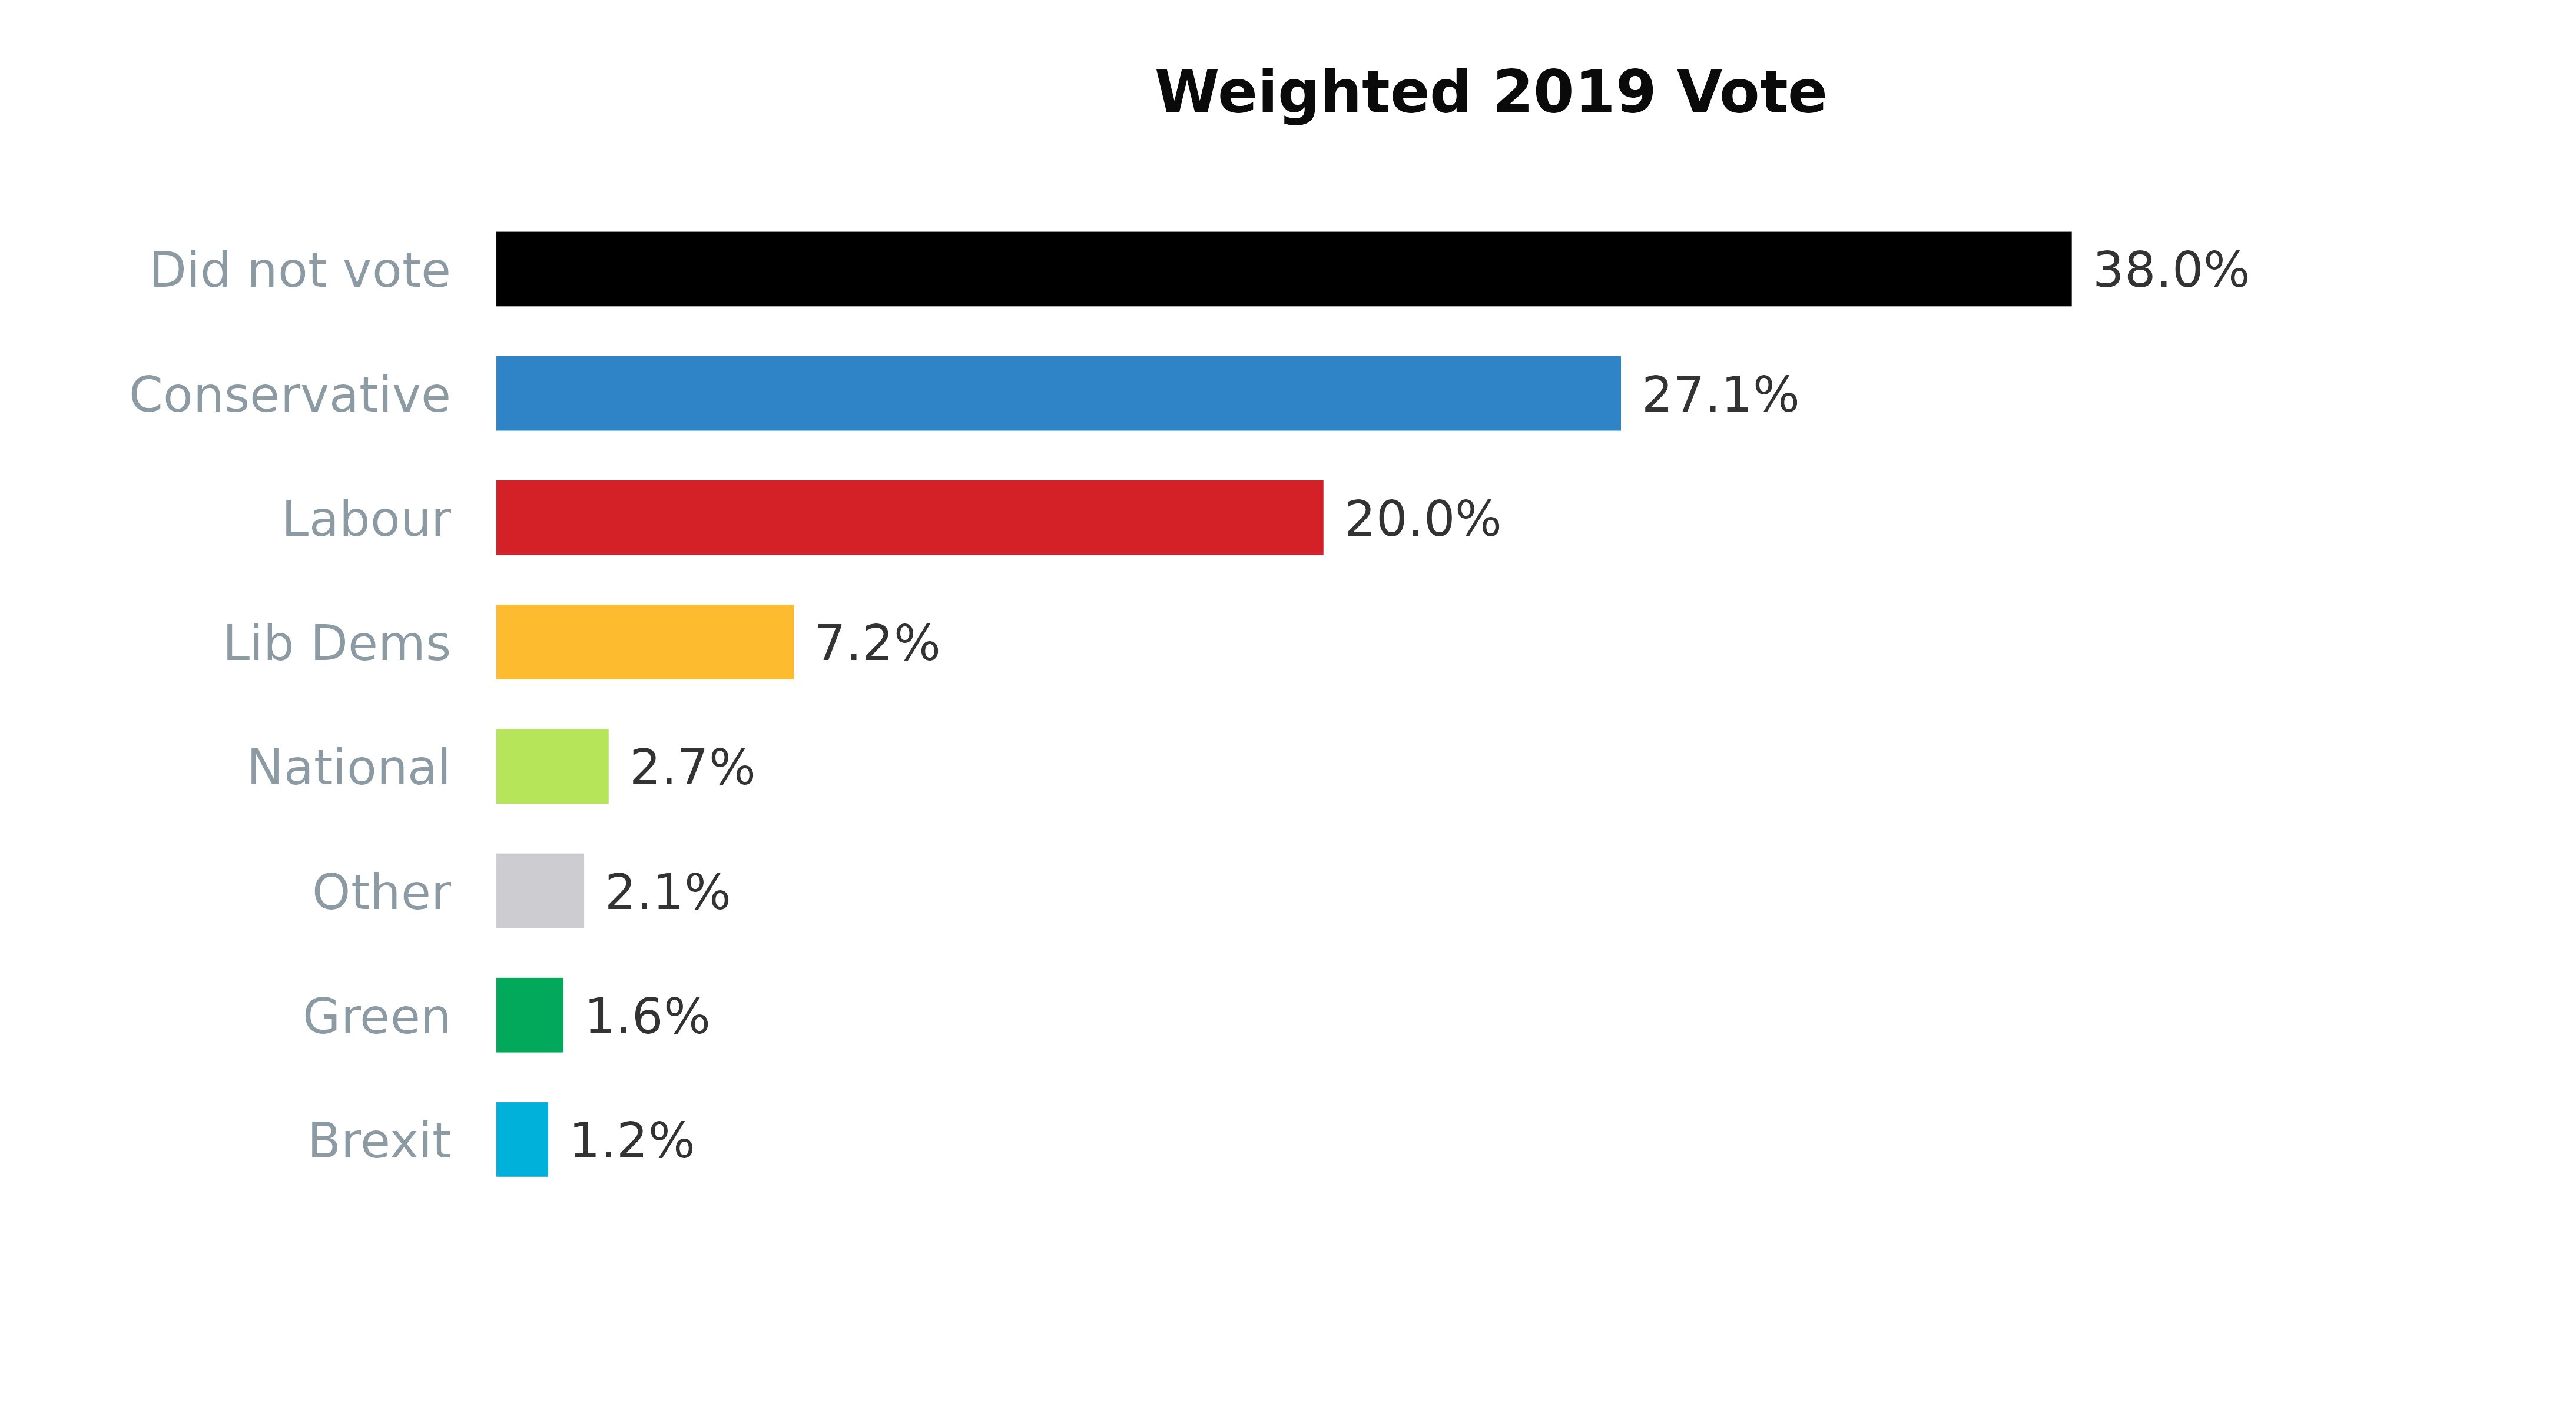 Weighted 2019 Vote
Did not vote 38.0%
Conservative 27.1%
Labour 20.0%
Lib Dems 7.2%
National 2.7%
Other 2.1%
Green 1.6%
Brexit 1.2%